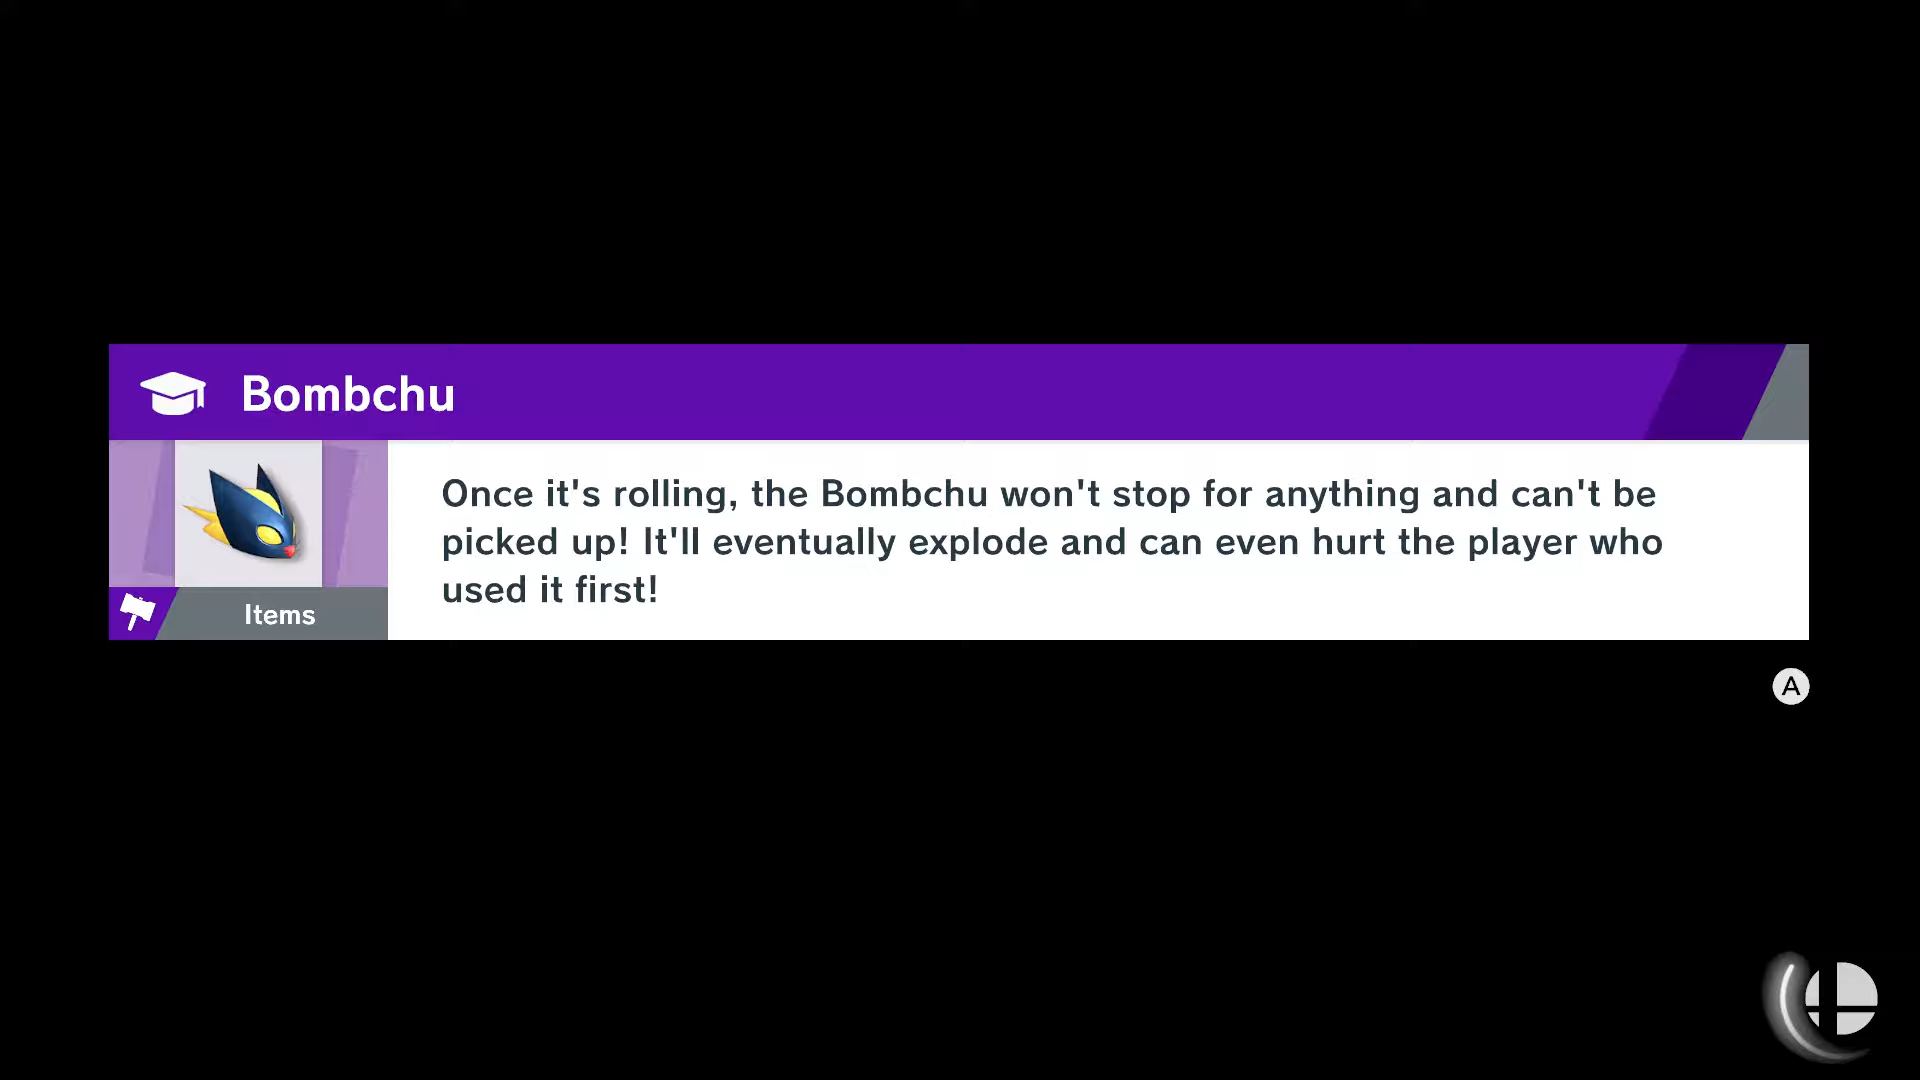 Bombchu
Once it's rolling, the Bombchu won't stop for anything and can't be
picked up! It'll eventually explode and can even hurt the player who
used it first!
Items
A